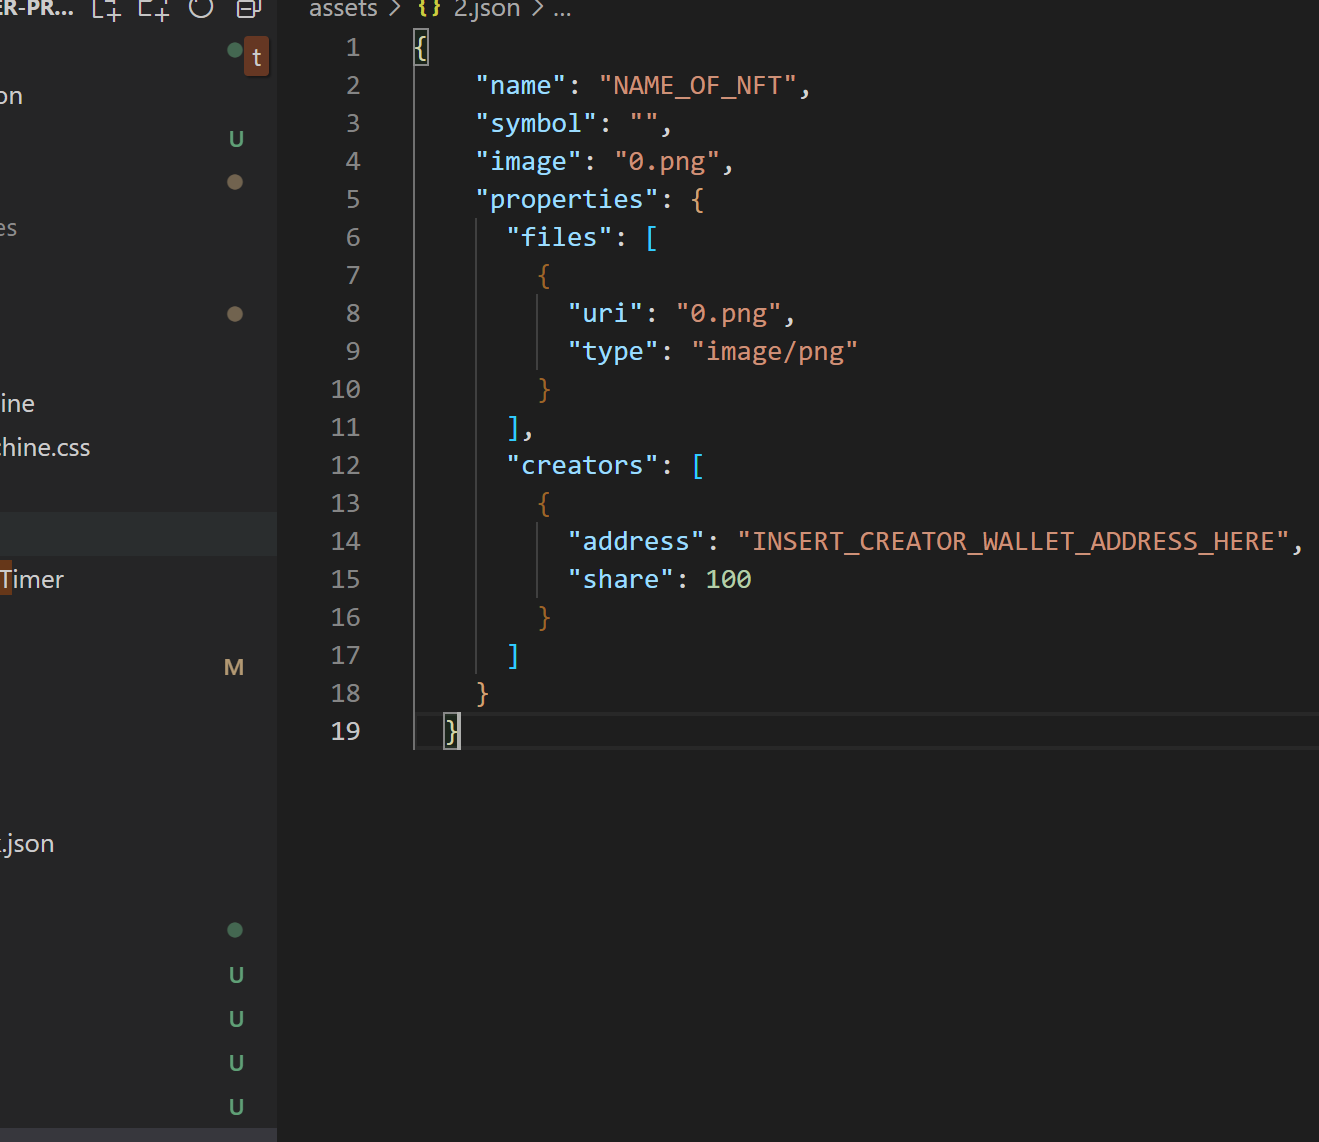 ER-PR...
t
on
U
es
ine
chine.css
Timer
M
.json
U
U
U
U
assets > {} 2.json > ...
1 {
2 "name": "NAME_OF_NFT",
3 "symbol": "",
4 "image": "0.png",
5 "properties": {
6 "files": [
7 {
8 "uri": "0.png",
9 "type": "image/png"
10 }
11 ],
12 "creators": [
13 {
14 "address": "INSERT_CREATOR_WALLET_ADDRESS_HERE",
15 "share": 100
16 }
17 ]
18 }
19 }